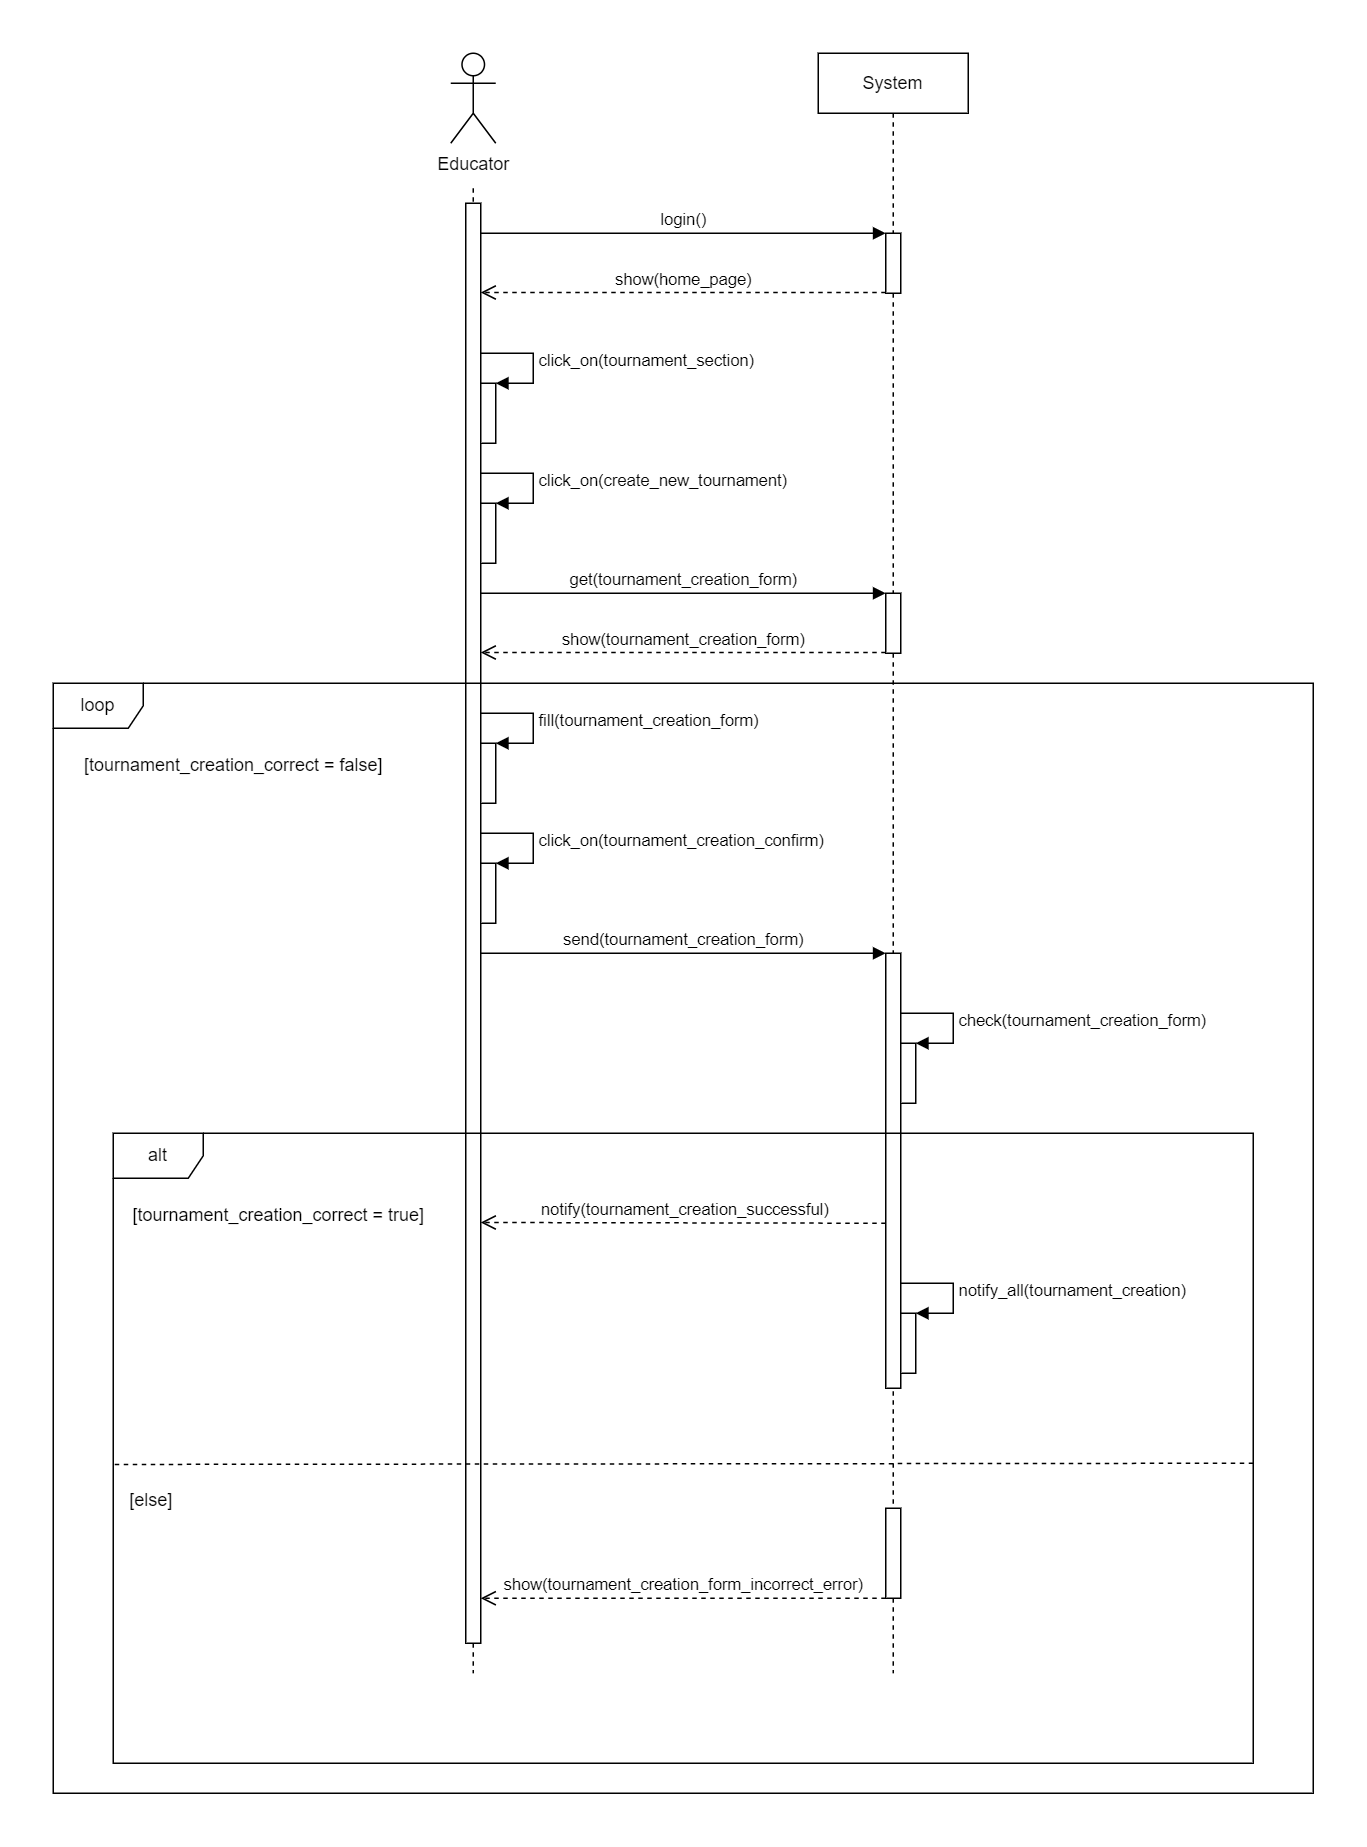 System
Educator
login()
show(home_page)
click_on(tournament_section)
click_on(create_new_tournament)
get(tournament_creation_form)
show(tournament_creation_form)
loop
fill(tournament_creation_form)
[tournament_creation_correct = false]
click_on(tournament_creation_confirm)
send(tournament_creation_form)
check(tournament_creation_form)
alt
[tournament_creation_correct = true]
notify(tournament_creation_successful)
notify_all(tournament_creation)
[else]
show(tournament_creation_form_incorrect_error)